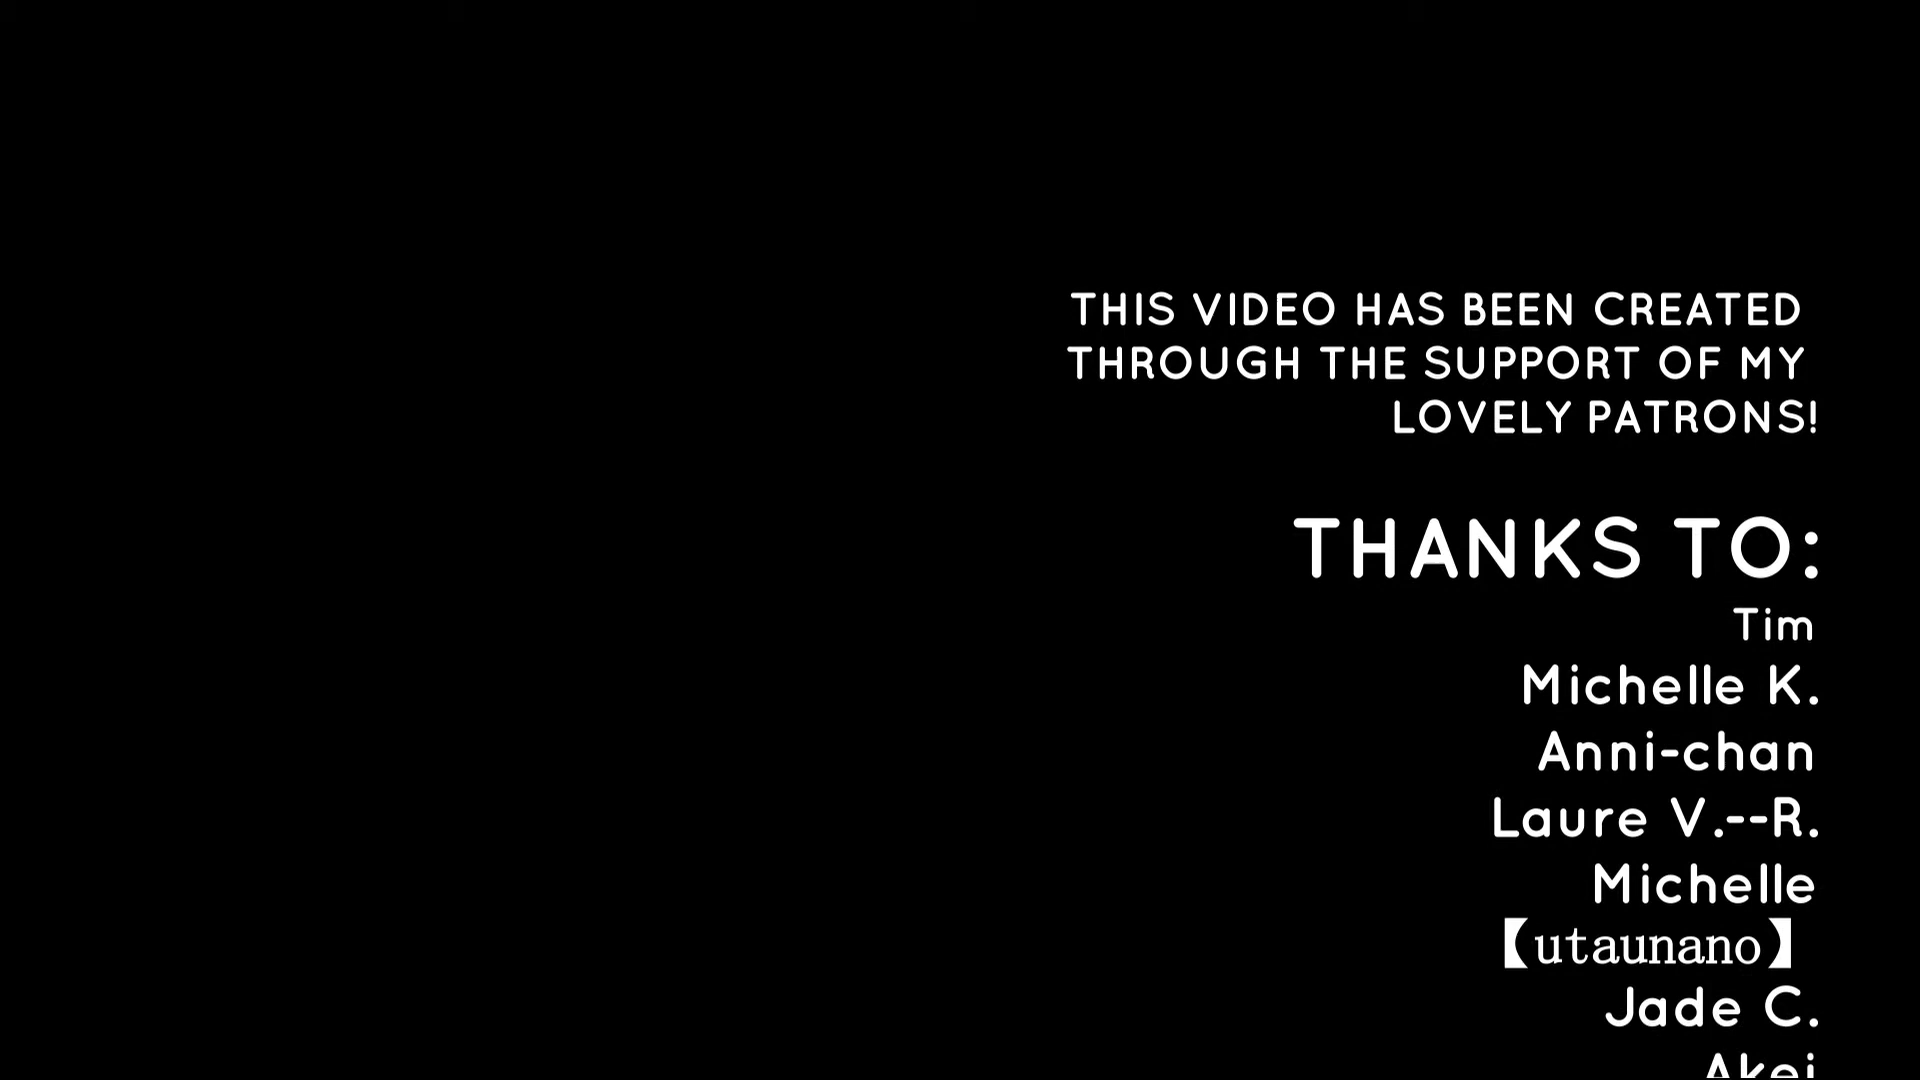 THIS VIDEO HAS BEEN CREATED
THROUGH THE SUPPORT OF MY
LOVELY PATRONS!
THANKS TO:
Tim
Michelle K.
Anni-chan
Laure V.--R.
Michelle
【utaunano】
Jade C.
Akei